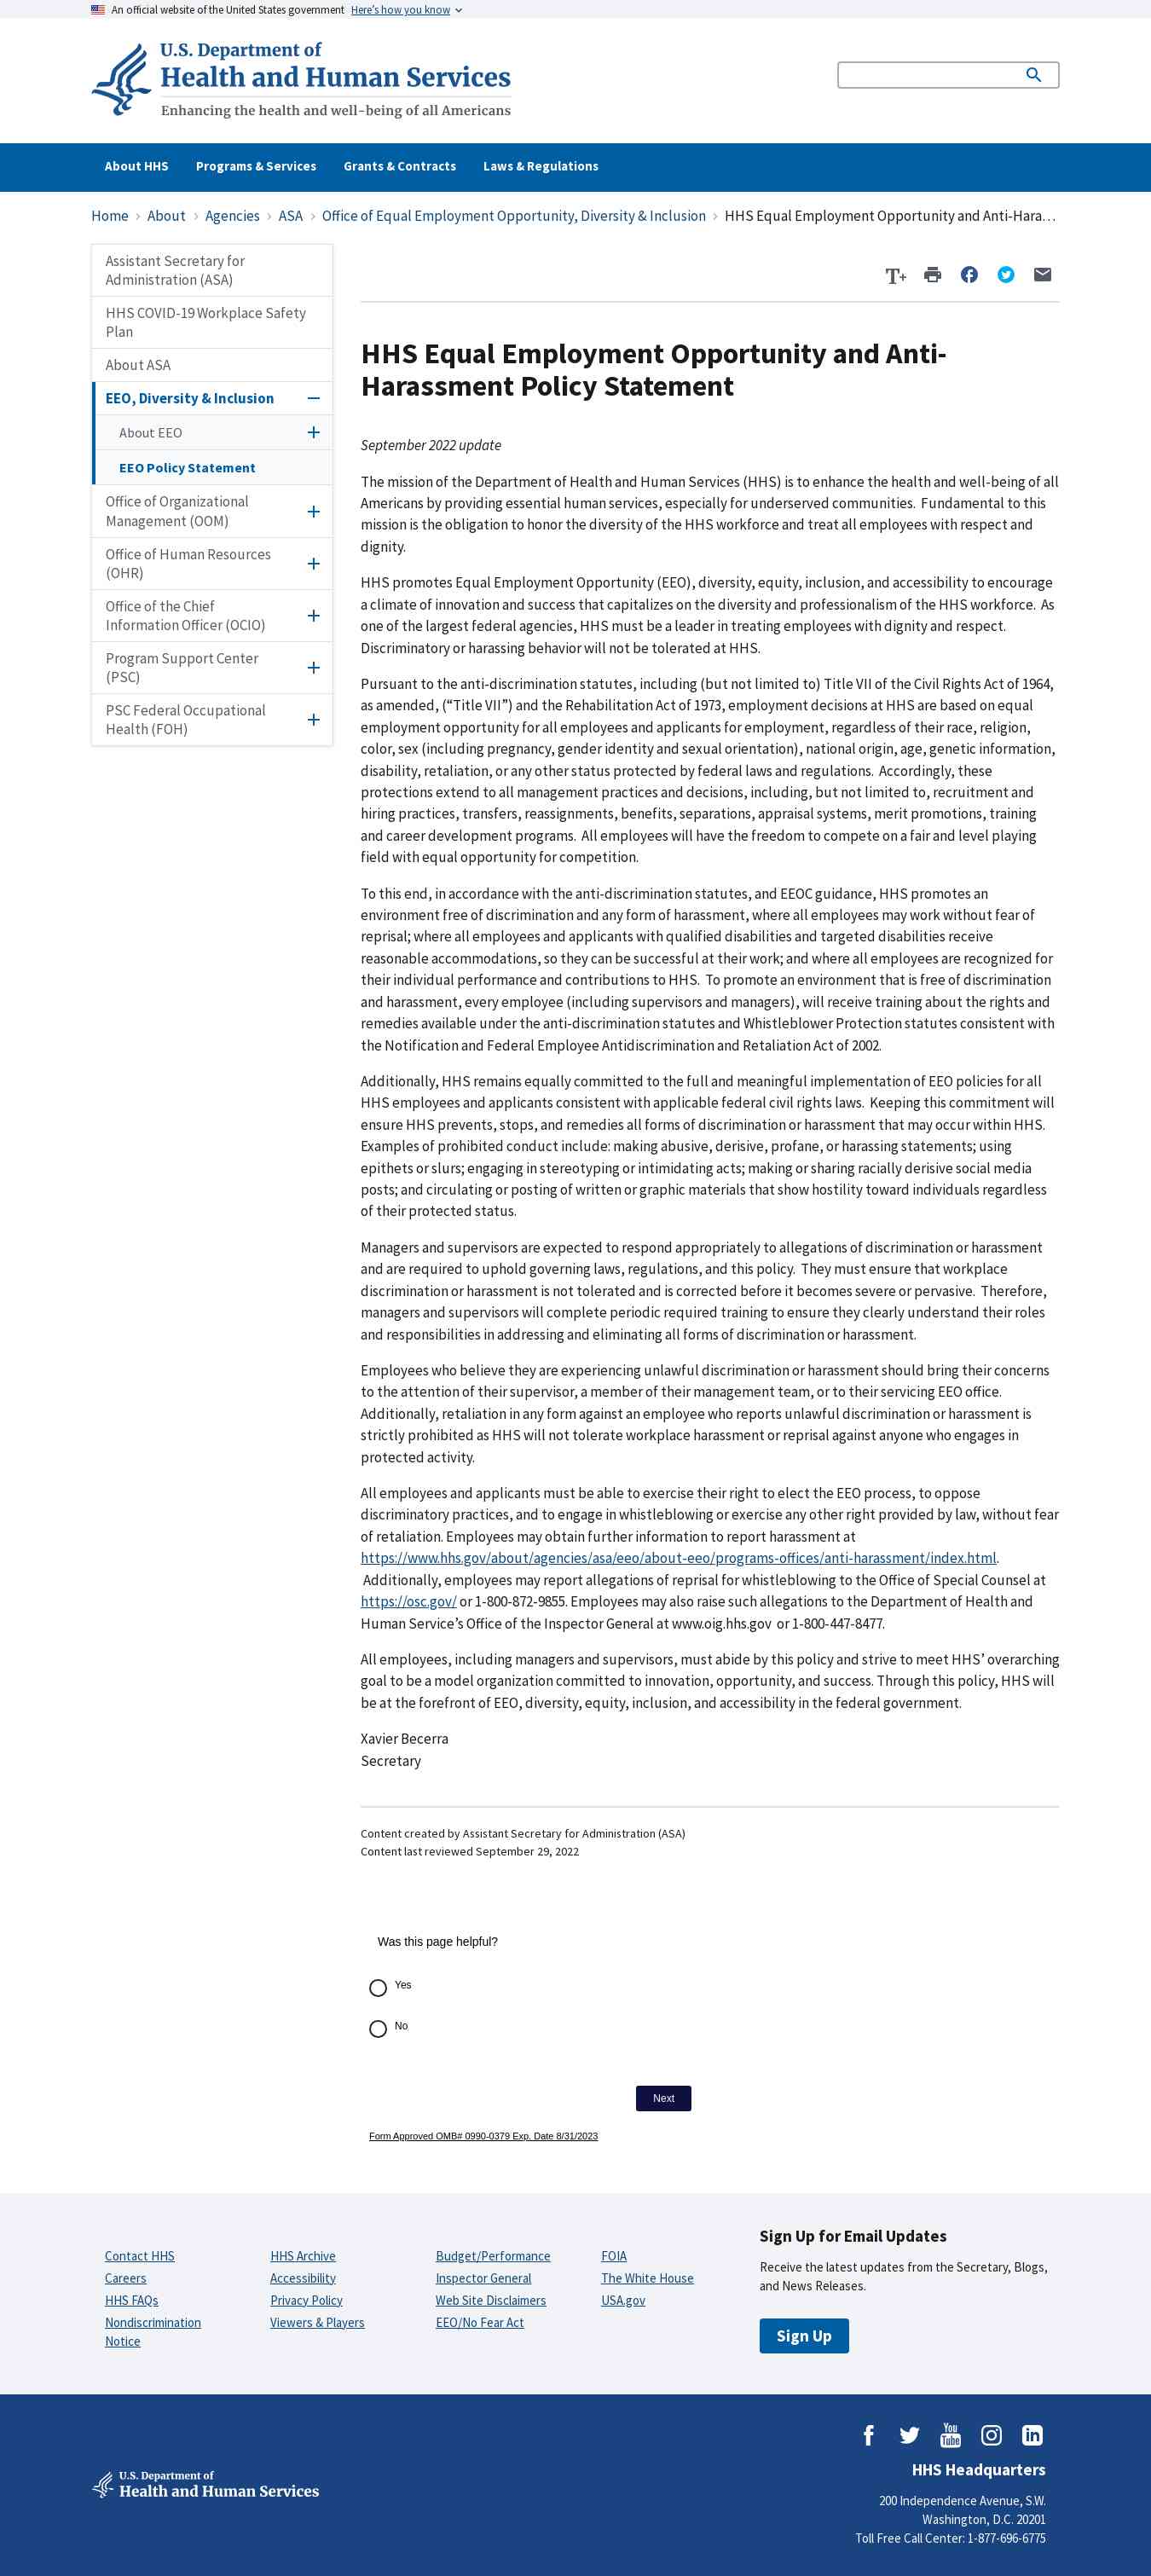 An official website of the United States government Here's how you know
U.S. Department of
Health and Human Services
Enhancing the health and well-being of all Americans
About HHS Programs & Services Grants & Contracts Laws & Regulations
Home About Agencies ASA Office of Equal Employment Opportunity, Diversity & Inclusion HHS Equal Employment Opportunity and Anti-Hara…
Assistant Secretary for
Administration (ASA)
HHS COVID-19 Workplace Safety
Plan
About ASA
EEO, Diversity & Inclusion
About EEO
EEO Policy Statement
Office of Organizational
Management (OOM)
Office of Human Resources
(OHR)
Office of the Chief
Information Officer (OCIO)
Program Support Center
(PSC)
PSC Federal Occupational
Health (FOH)
T+
HHS Equal Employment Opportunity and Anti-
Harassment Policy Statement
September 2022 update
The mission of the Department of Health and Human Services (HHS) is to enhance the health and well-being of all
Americans by providing essential human services, especially for underserved communities. Fundamental to this
mission is the obligation to honor the diversity of the HHS workforce and treat all employees with respect and
dignity.
HHS promotes Equal Employment Opportunity (EEO), diversity, equity, inclusion, and accessibility to encourage
a climate of innovation and success that capitalizes on the diversity and professionalism of the HHS workforce. As
one of the largest federal agencies, HHS must be a leader in treating employees with dignity and respect.
Discriminatory or harassing behavior will not be tolerated at HHS.
Pursuant to the anti-discrimination statutes, including (but not limited to) Title VII of the Civil Rights Act of 1964,
as amended, (“Title VII”) and the Rehabilitation Act of 1973, employment decisions at HHS are based on equal
employment opportunity for all employees and applicants for employment, regardless of their race, religion,
color, sex (including pregnancy, gender identity and sexual orientation), national origin, age, genetic information,
disability, retaliation, or any other status protected by federal laws and regulations. Accordingly, these
protections extend to all management practices and decisions, including, but not limited to, recruitment and
hiring practices, transfers, reassignments, benefits, separations, appraisal systems, merit promotions, training
and career development programs. All employees will have the freedom to compete on a fair and level playing
field with equal opportunity for competition.
To this end, in accordance with the anti-discrimination statutes, and EEOC guidance, HHS promotes an
environment free of discrimination and any form of harassment, where all employees may work without fear of
reprisal; where all employees and applicants with qualified disabilities and targeted disabilities receive
reasonable accommodations, so they can be successful at their work; and where all employees are recognized for
their individual performance and contributions to HHS. To promote an environment that is free of discrimination
and harassment, every employee (including supervisors and managers), will receive training about the rights and
remedies available under the anti-discrimination statutes and Whistleblower Protection statutes consistent with
the Notification and Federal Employee Antidiscrimination and Retaliation Act of 2002.
Additionally, HHS remains equally committed to the full and meaningful implementation of EEO policies for all
HHS employees and applicants consistent with applicable federal civil rights laws. Keeping this commitment will
ensure HHS prevents, stops, and remedies all forms of discrimination or harassment that may occur within HHS.
Examples of prohibited conduct include: making abusive, derisive, profane, or harassing statements; using
epithets or slurs; engaging in stereotyping or intimidating acts; making or sharing racially derisive social media
posts; and circulating or posting of written or graphic materials that show hostility toward individuals regardless
of their protected status.
Managers and supervisors are expected to respond appropriately to allegations of discrimination or harassment
and are required to uphold governing laws, regulations, and this policy. They must ensure that workplace
discrimination or harassment is not tolerated and is corrected before it becomes severe or pervasive. Therefore,
managers and supervisors will complete periodic required training to ensure they clearly understand their roles
and responsibilities in addressing and eliminating all forms of discrimination or harassment.
Employees who believe they are experiencing unlawful discrimination or harassment should bring their concerns
to the attention of their supervisor, a member of their management team, or to their servicing EEO office.
Additionally, retaliation in any form against an employee who reports unlawful discrimination or harassment is
strictly prohibited as HHS will not tolerate workplace harassment or reprisal against anyone who engages in
protected activity.
All employees and applicants must be able to exercise their right to elect the EEO process, to oppose
discriminatory practices, and to engage in whistleblowing or exercise any other right provided by law, without fear
of retaliation. Employees may obtain further information to report harassment at
https://www.hhs.gov/about/agencies/asa/eeo/about-eeo/programs-offices/anti-harassment/index.html.
Additionally, employees may report allegations of reprisal for whistleblowing to the Office of Special Counsel at
https://osc.gov/ or 1-800-872-9855. Employees may also raise such allegations to the Department of Health and
Human Service’s Office of the Inspector General at www.oig.hhs.gov or 1-800-447-8477.
All employees, including managers and supervisors, must abide by this policy and strive to meet HHS’ overarching
goal to be a model organization committed to innovation, opportunity, and success. Through this policy, HHS will
be at the forefront of EEO, diversity, equity, inclusion, and accessibility in the federal government.
Xavier Becerra
Secretary
Content created by Assistant Secretary for Administration (ASA)
Content last reviewed September 29, 2022
Was this page helpful?
Yes
No
Next
Form Approved OMB# 0990-0379 Exp. Date 8/31/2023
Contact HHS
Careers
HHS FAQs
Nondiscrimination
Notice
HHS Archive
Accessibility
Privacy Policy
Viewers & Players
Budget/Performance
Inspector General
Web Site Disclaimers
EEO/No Fear Act
FOIA
The White House
USA.gov
Sign Up for Email Updates
Receive the latest updates from the Secretary, Blogs,
and News Releases.
Sign Up
You
Tube
in
U.S. Department of
Health and Human Services
HHS Headquarters
200 Independence Avenue, S.W.
Washington, D.C. 20201
Toll Free Call Center: 1-877-696-6775